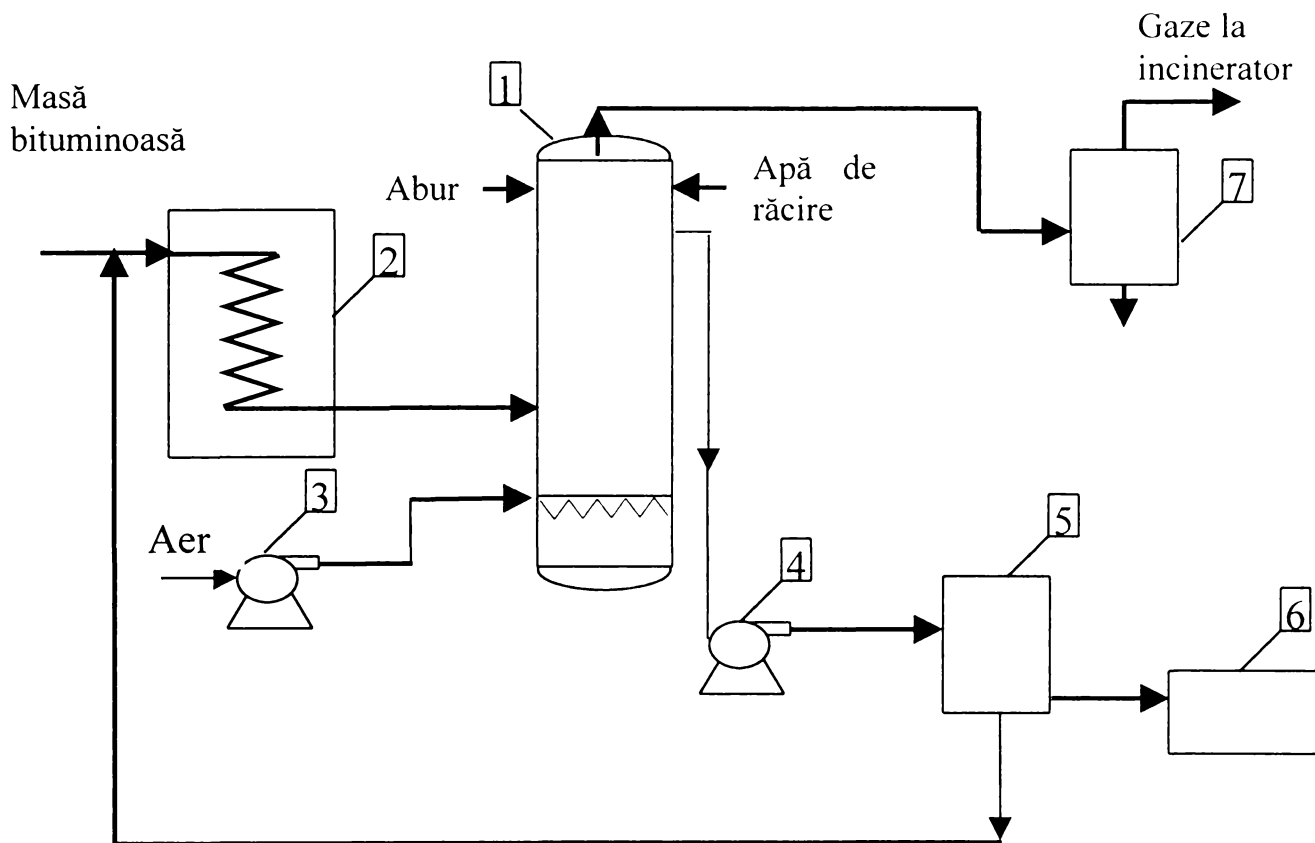 Gaze la
incinerator
Masă
bituminoasă
1
Abur
Apă de
răcire
7
2
3
Aer
4
5
6